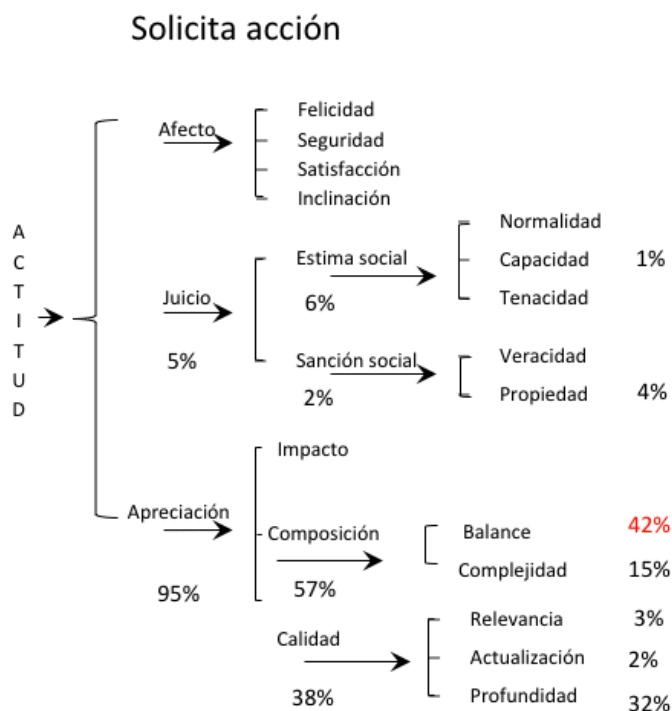 Solicita acción
Afecto
Felicidad
Seguridad
Satisfacción
Inclinación
ACTITUD
Juicio
5%
Estima social
6%
Normalidad
Capacidad 1%
Tenacidad
Sanción social
2%
Veracidad
Propiedad 4%
Apreciación
95%
Impacto
Composición
57%
Balance 42%
Complejidad 15%
Calidad
38%
Relevancia 3%
Actualización 2%
Profundidad 32%